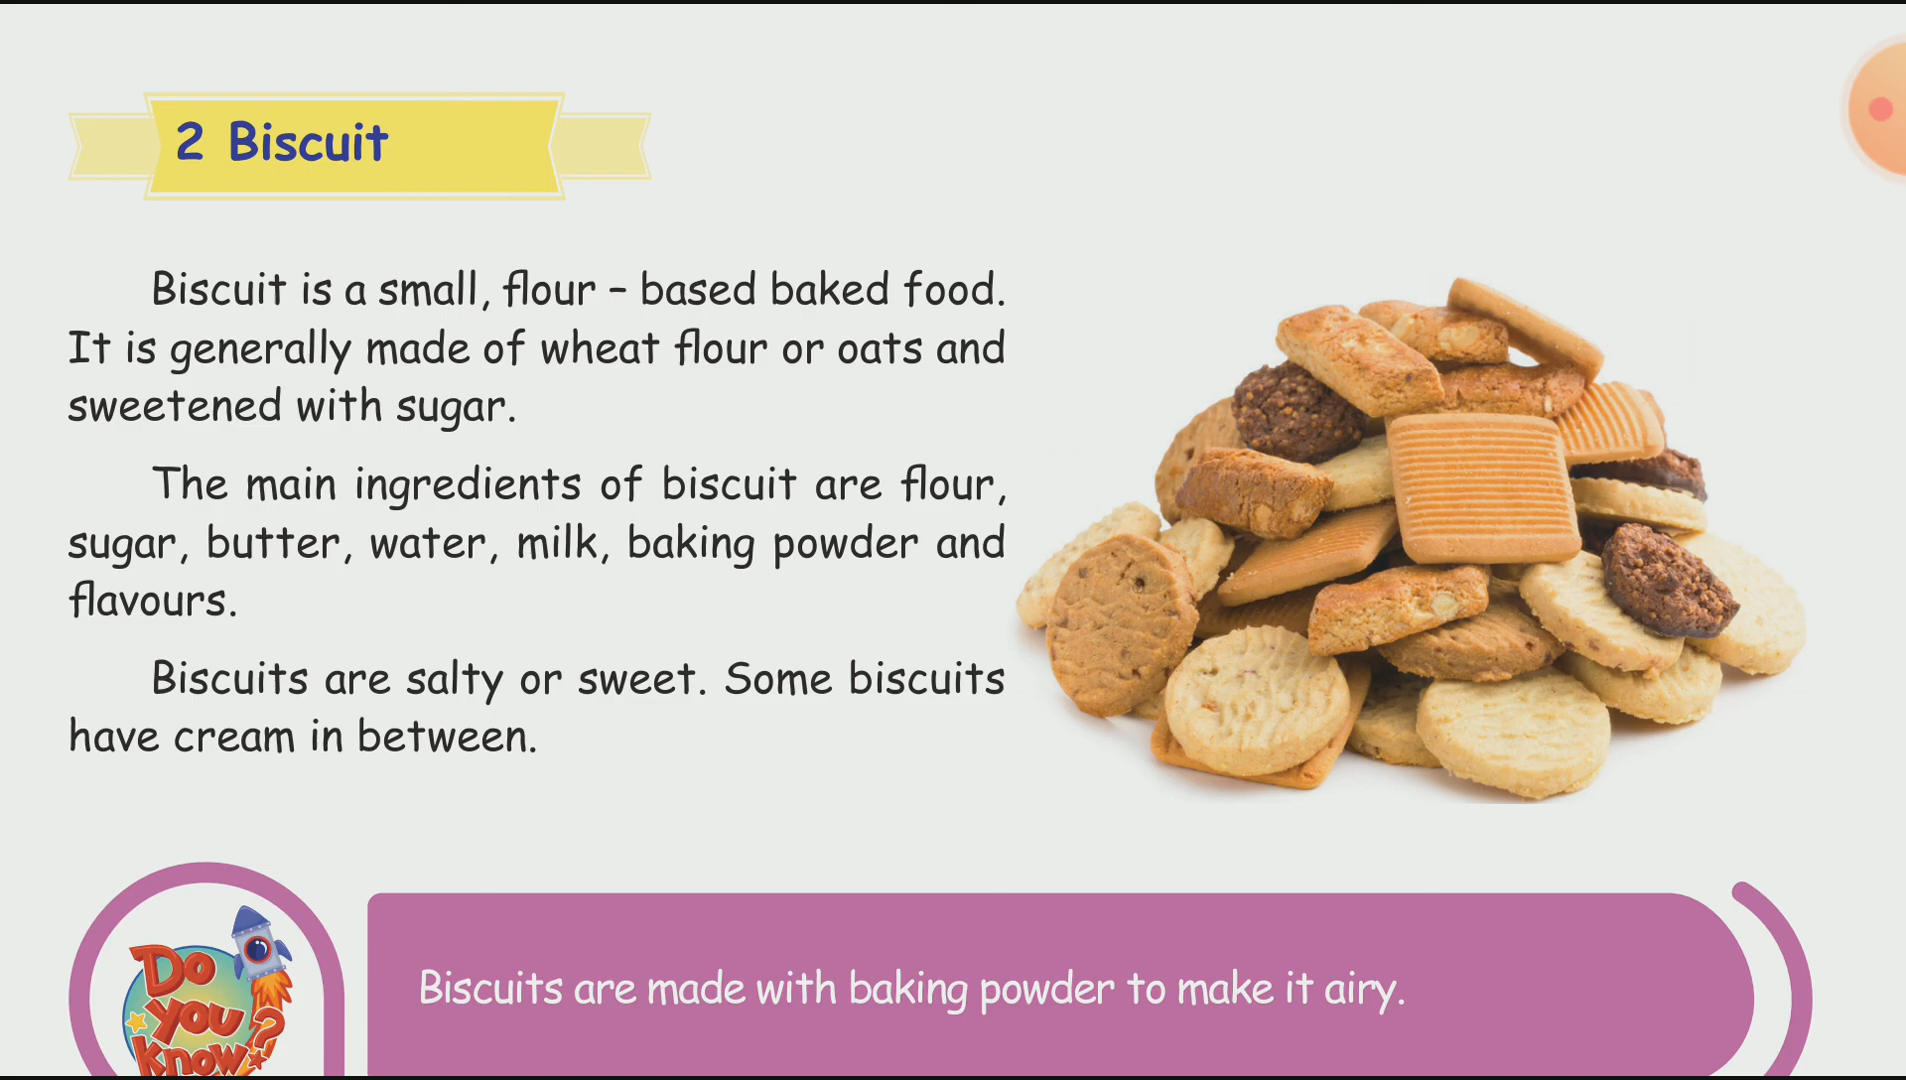 2 Biscuit
Biscuit is a small, flour – based baked food.
It is generally made of wheat flour or oats and
sweetened with sugar.
The main ingredients of biscuit are flour,
sugar, butter, water, milk, baking powder and
flavours.
Biscuits are salty or sweet. Some biscuits
have cream in between.
Do
you
know
?
Biscuits are made with baking powder to make it airy.